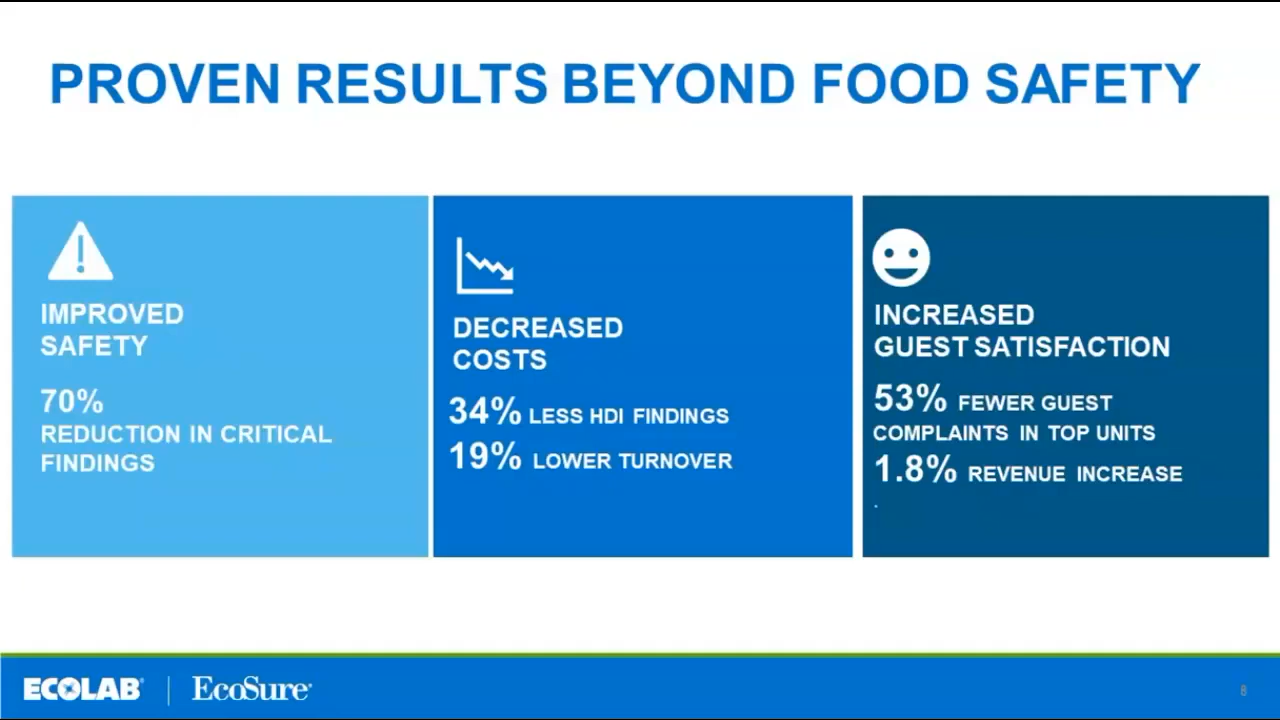 PROVEN RESULTS BEYOND FOOD SAFETY
IMPROVED
SAFETY
70%
REDUCTION IN CRITICAL
FINDINGS
DECREASED
COSTS
34% LESS HDI FINDINGS
19% LOWER TURNOVER
INCREASED
GUEST SATISFACTION
53% FEWER GUEST
COMPLAINTS IN TOP UNITS
1.8% REVENUE INCREASE
.
ECOLAB® | EcoSure®
8